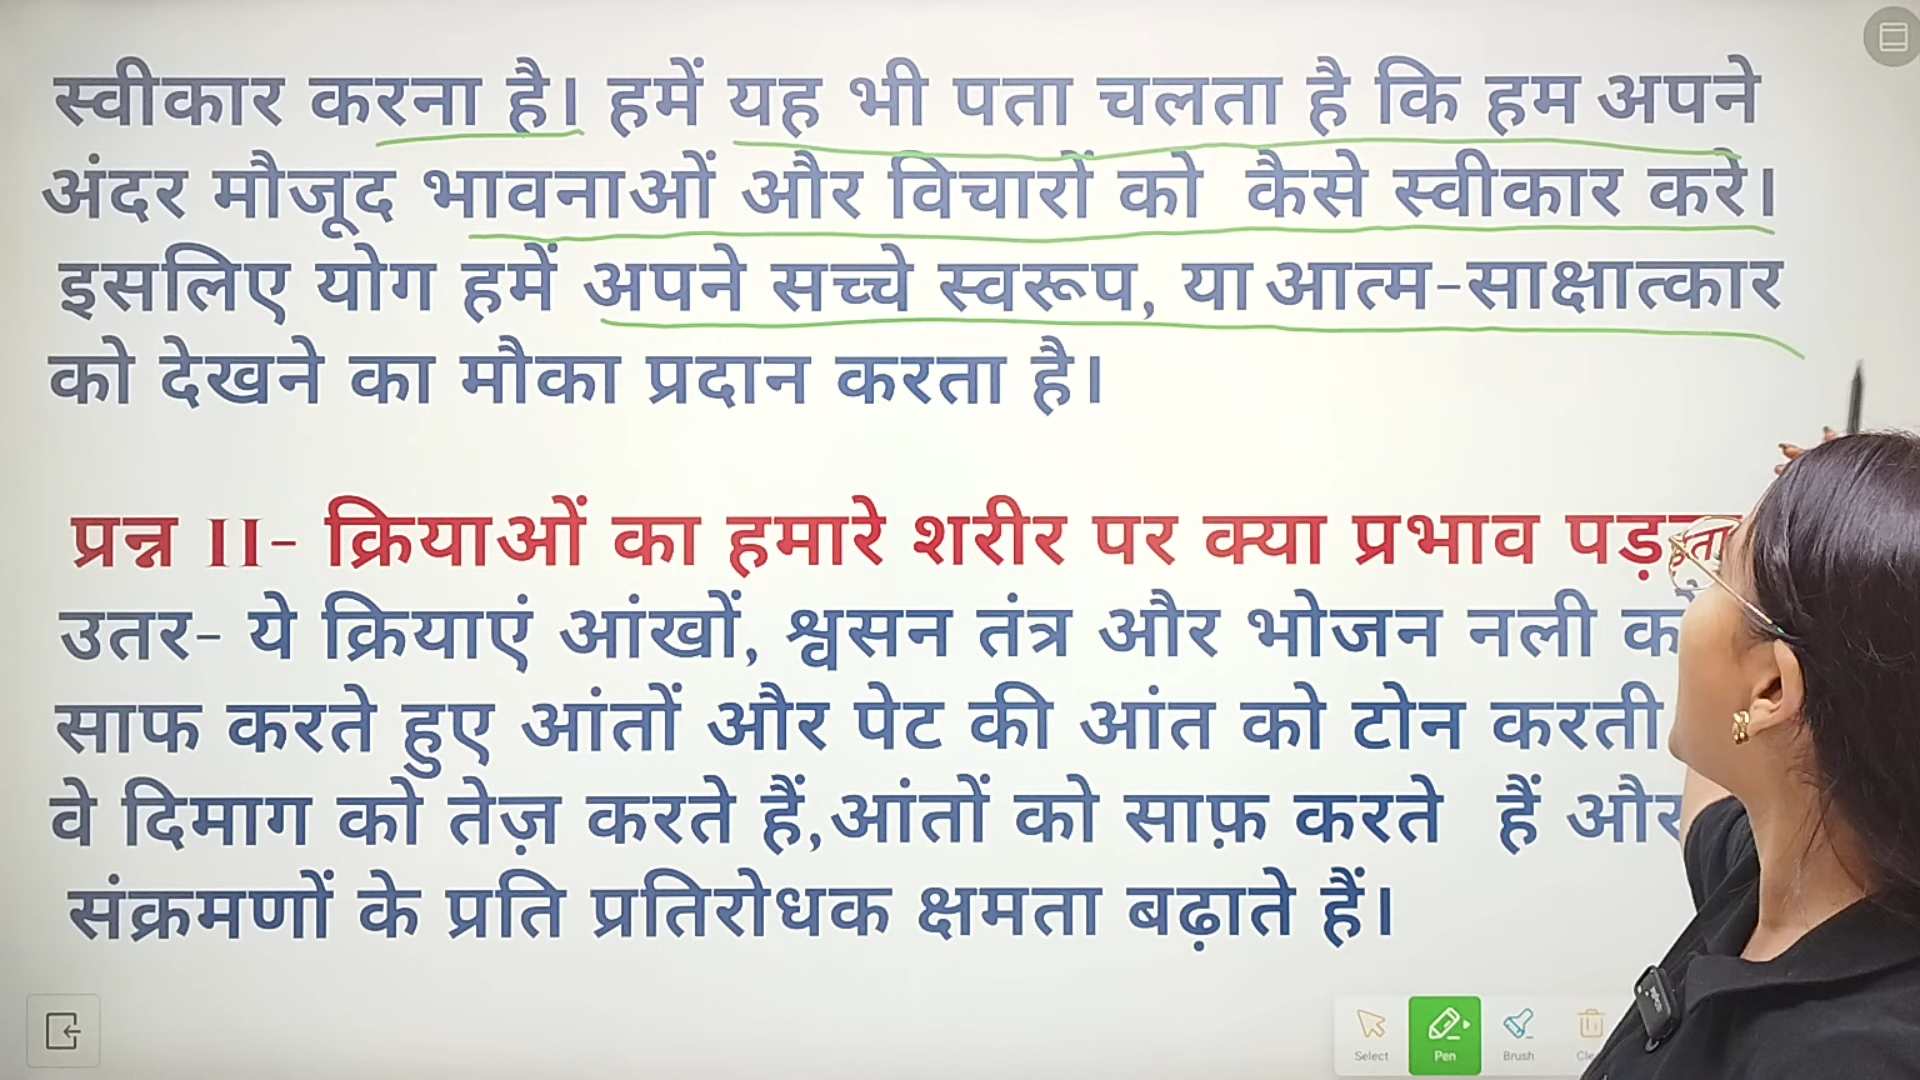 स्वीकार करना है। हमें यह भी पता चलता है कि हम अपने
अंदर मौजूद भावनाओं और विचारों को कैसे स्वीकार करे।
इसलिए योग हमें अपने सच्चे स्वरूप, या आत्म-साक्षात्कार
को देखने का मौका प्रदान करता है।
प्रन्न II- क्रियाओं का हमारे शरीर पर क्या प्रभाव
उतर- ये क्रियाएं आंखों, श्वसन तंत्र और भोजन नली
साफ करते हुए आंतों और पेट की आंत को टोन करती
वे दिमाग को तेज़ करते हैं,आंतों को साफ़ करते हैं और
संक्रमणों के प्रति प्रतिरोधक क्षमता बढ़ाते हैं।
Select Pen Brush